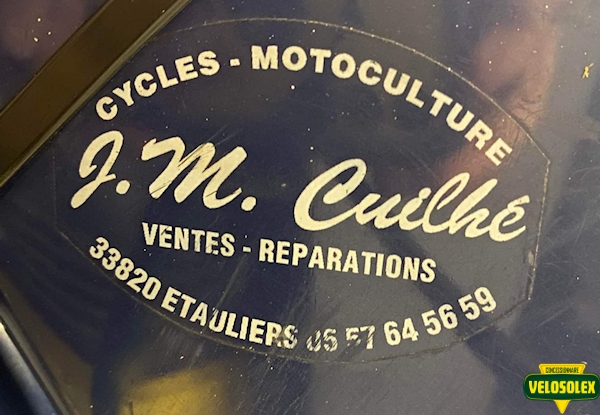 CYCLES - MOTOCULTURE
J.M. Cuilhé
VENTES - REPARATIONS
33820 ETAULIERS 05 57 64 56 59
CONCESSIONNAIRE
VELOSOLEX